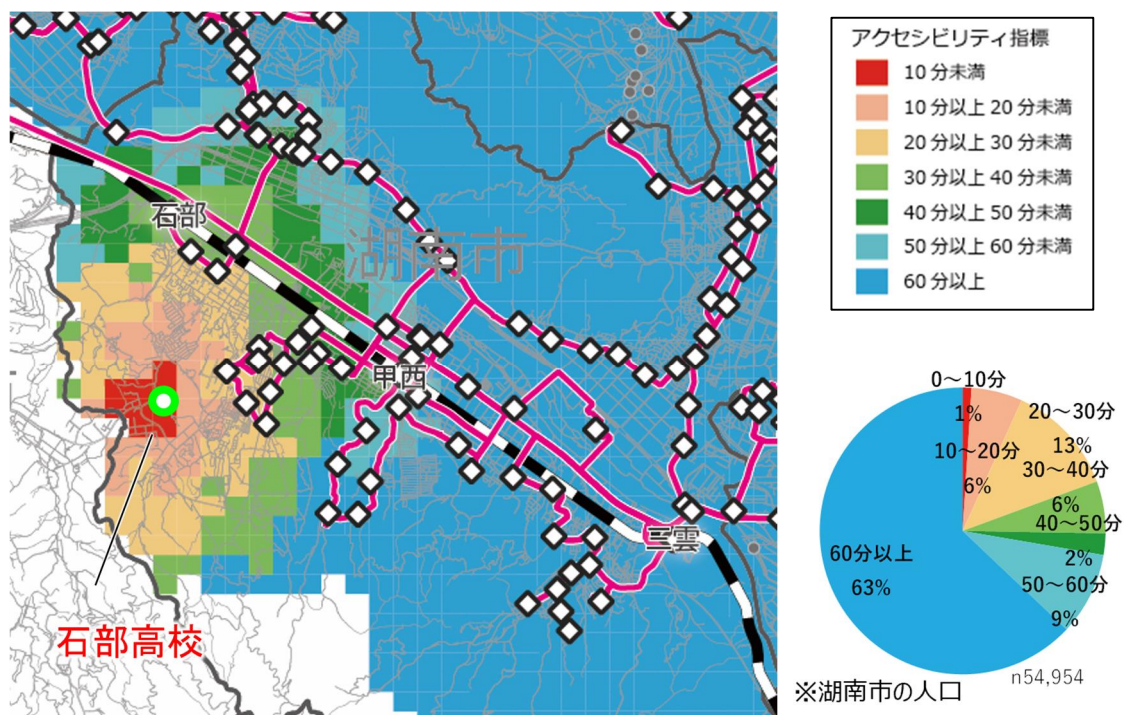 石部
湖南市
甲西
三雲
石部高校
アクセシビリティ指標
10分未満
10分以上 20分未満
20分以上 30分未満
30分以上 40分未満
40分以上 50分未満
50分以上 60分未満
60分以上
0～10分
1%
10～20分
6%
20～30分
13%
30～40分
6%
40～50分
2%
50～60分
9%
60分以上
63%
n54,954
※湖南市の人口